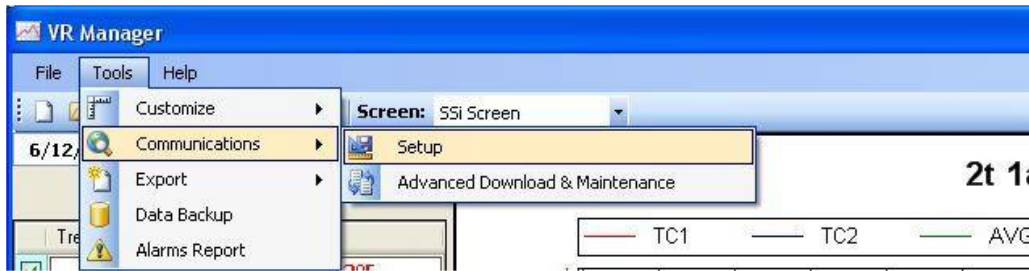 VR Manager
File Tools Help
Customize Screen: SSi Screen
6/12/ Communications Setup
Export Advanced Download & Maintenance 2t 1a
Data Backup
Tre Alarms Report TC1 TC2 AVG